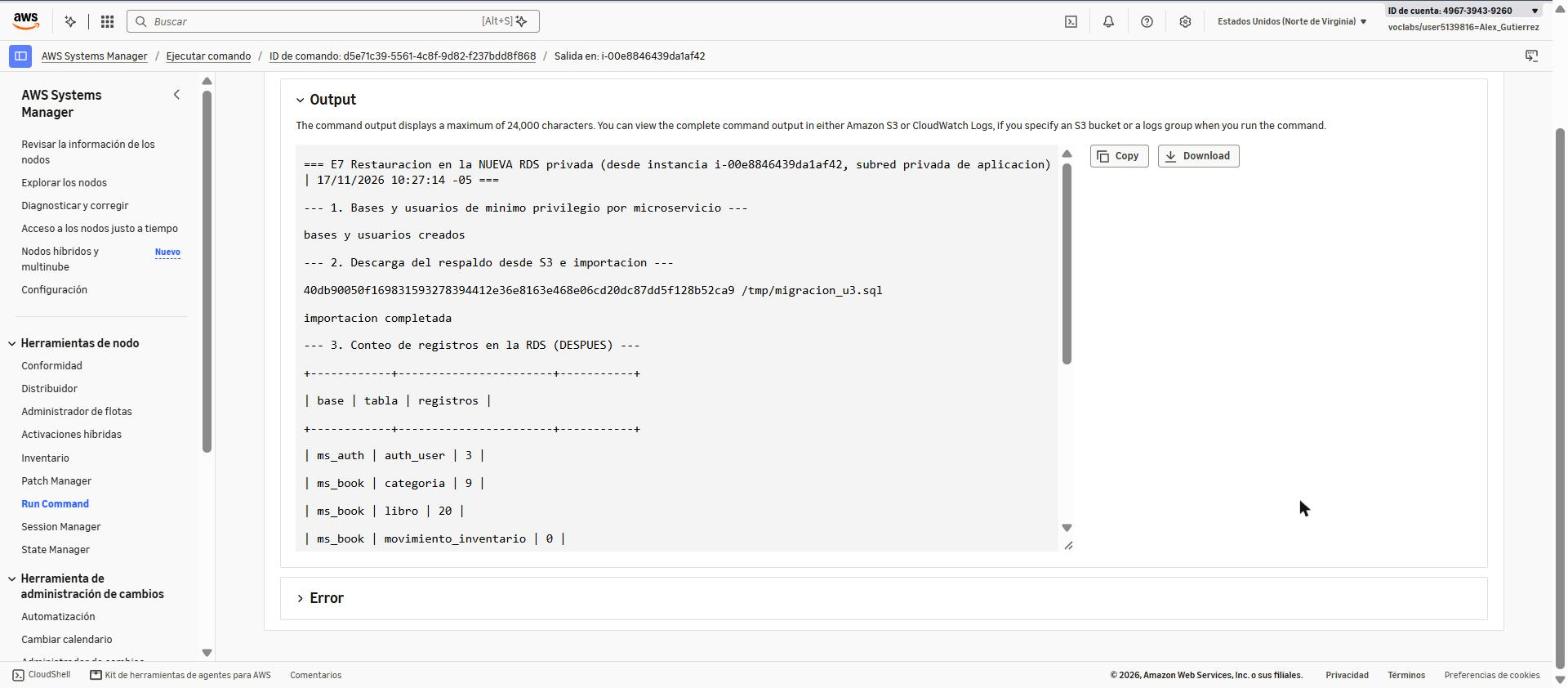 aws
Buscar
[Alt+S]
Estados Unidos (Norte de Virginia)
ID de cuenta: 4967-3943-9260
voclabs/user5139816=Alex_Gutierrez
AWS Systems Manager / Ejecutar comando / ID de comando: d5e71c39-5561-4c8f-9d82-f237bdd8f868 / Salida en: i-00e8846439da1af42
AWS Systems
Manager
Revisar la información de los
nodos
Explorar los nodos
Diagnosticar y corregir
Acceso a los nodos justo a tiempo
Nodos híbridos y
multinube
Nuevo
Configuración
Herramientas de nodo
Conformidad
Distribuidor
Administrador de flotas
Activaciones híbridas
Inventario
Patch Manager
Run Command
Session Manager
State Manager
Herramienta de
administración de cambios
Automatización
Cambiar calendario
Administrador de cambios
Output
The command output displays a maximum of 24,000 characters. You can view the complete command output in either Amazon S3 or CloudWatch Logs, if you specify an S3 bucket or a logs group when you run the command.
=== E7 Restauracion en la NUEVA RDS privada (desde instancia i-00e8846439da1af42, subred privada de aplicacion)
| 17/11/2026 10:27:14 -05 ===
--- 1. Bases y usuarios de minimo privilegio por microservicio ---
bases y usuarios creados
--- 2. Descarga del respaldo desde S3 e importacion ---
40db90050f169831593278394412e36e8163e468e06cd20dc87dd5f128b52ca9 /tmp/migracion_u3.sql
importacion completada
--- 3. Conteo de registros en la RDS (DESPUES) ---
+-----------+----------------------+-----------+
| base | tabla | registros |
+-----------+----------------------+-----------+
| ms_auth | auth_user | 3 |
| ms_book | categoria | 9 |
| ms_book | libro | 20 |
| ms_book | movimiento_inventario | 0 |
Copy
Download
Error
CloudShell
Kit de herramientas de agentes para AWS
Comentarios
© 2026, Amazon Web Services, Inc. o sus filiales.
Privacidad
Términos
Preferencias de cookies